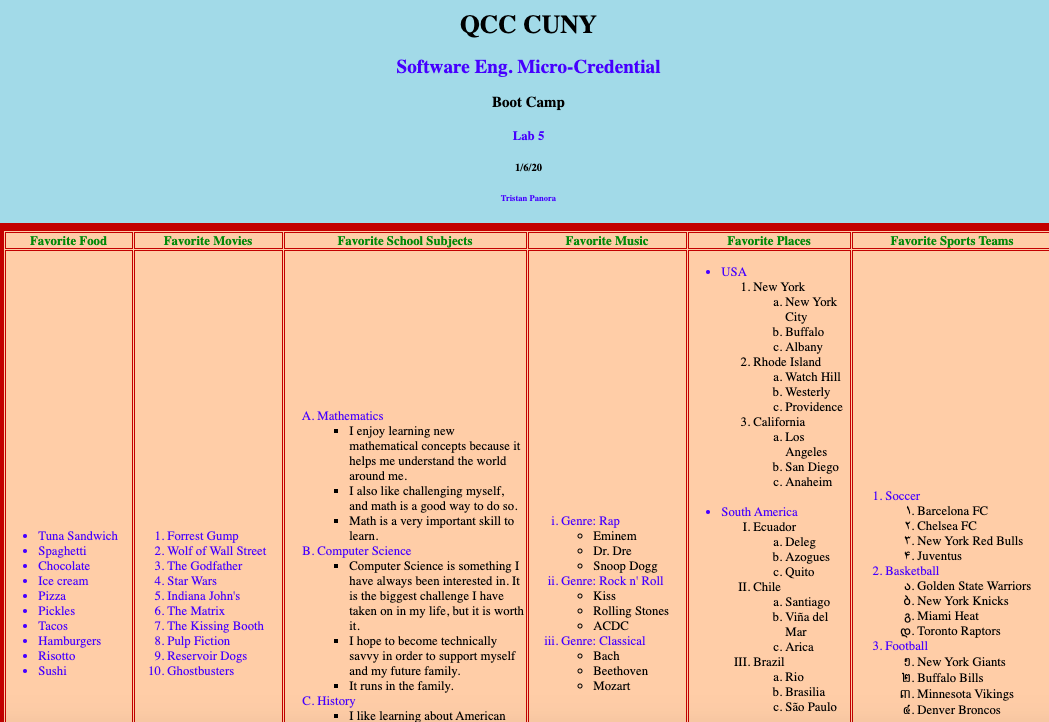 QCC CUNY
Software Eng. Micro-Credential
Boot Camp
Lab 5
1/6/20
Tristan Panora
Favorite Food
Favorite Movies
Favorite School Subjects
Favorite Music
Favorite Places
Favorite Sports Teams
• Tuna Sandwich
• Spaghetti
• Chocolate
• Ice cream
• Pizza
• Pickles
• Tacos
• Hamburgers
• Risotto
• Sushi
1. Forrest Gump
2. Wolf of Wall Street
3. The Godfather
4. Star Wars
5. Indiana John's
6. The Matrix
7. The Kissing Booth
8. Pulp Fiction
9. Reservoir Dogs
10. Ghostbusters
A. Mathematics
▪ I enjoy learning new
mathematical concepts because it
helps me understand the world
around me.
▪ I also like challenging myself,
and math is a good way to do so.
▪ Math is a very important skill to
learn.
B. Computer Science
▪ Computer Science is something I
have always been interested in. It
is the biggest challenge I have
taken on in my life, but it is worth
it.
▪ I hope to become technically
savvy in order to support myself
and my future family.
▪ It runs in the family.
C. History
▪ I like learning about American
i. Genre: Rap
◦ Eminem
◦ Dr. Dre
◦ Snoop Dogg
ii. Genre: Rock n' Roll
◦ Kiss
◦ Rolling Stones
◦ ACDC
iii. Genre: Classical
◦ Bach
◦ Beethoven
◦ Mozart
• USA
1. New York
a. New York
City
b. Buffalo
c. Albany
2. Rhode Island
a. Watch Hill
b. Westerly
c. Providence
3. California
a. Los
Angeles
b. San Diego
c. Anaheim
• South America
I. Ecuador
a. Deleg
b. Azogues
c. Quito
II. Chile
a. Santiago
b. Viña del
Mar
c. Arica
III. Brazil
a. Rio
b. Brasilia
c. São Paulo
1. Soccer
۱. Barcelona FC
۲. Chelsea FC
۳. New York Red Bulls
۴. Juventus
2. Basketball
ა. Golden State Warriors
ბ. New York Knicks
გ. Miami Heat
დ. Toronto Raptors
3. Football
១. New York Giants
២. Buffalo Bills
៣. Minnesota Vikings
៤. Denver Broncos